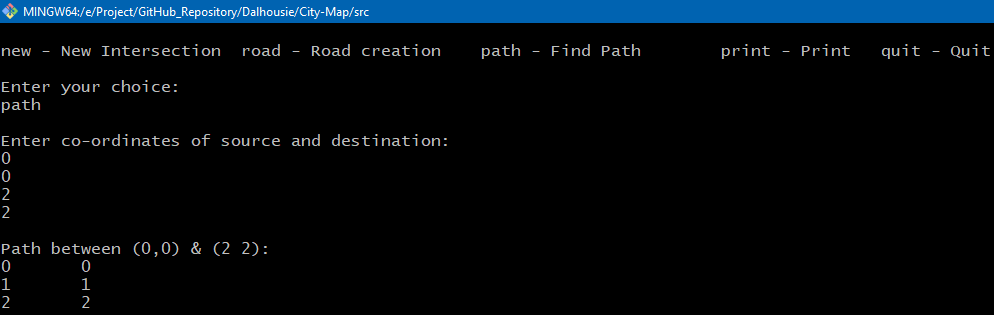 MINGW64:/e/Project/GitHub_Repository/Dalhousie/City-Map/src
new - New Intersection  road - Road creation    path - Find Path        print - Print   quit - Quit
Enter your choice:
path
Enter co-ordinates of source and destination:
0
0
2
2
Path between (0,0) & (2 2):
0       0
1       1
2       2